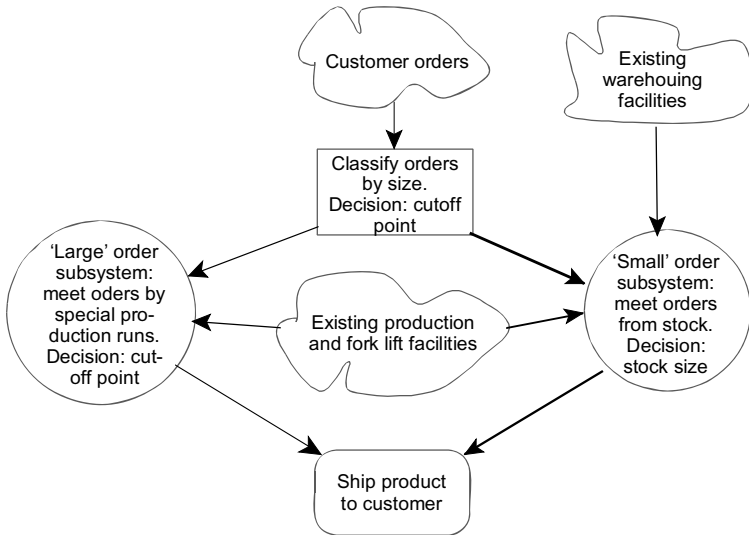 Customer orders
Existing
warehouing
facilities
Classify orders
by size.
Decision: cutoff
point
‘Large’ order
subsystem:
meet oders by
special pro-
duction runs.
Decision: cut-
off point
Existing production
and fork lift facilities
‘Small’ order
subsystem:
meet orders
from stock.
Decision:
stock size
Ship product
to customer